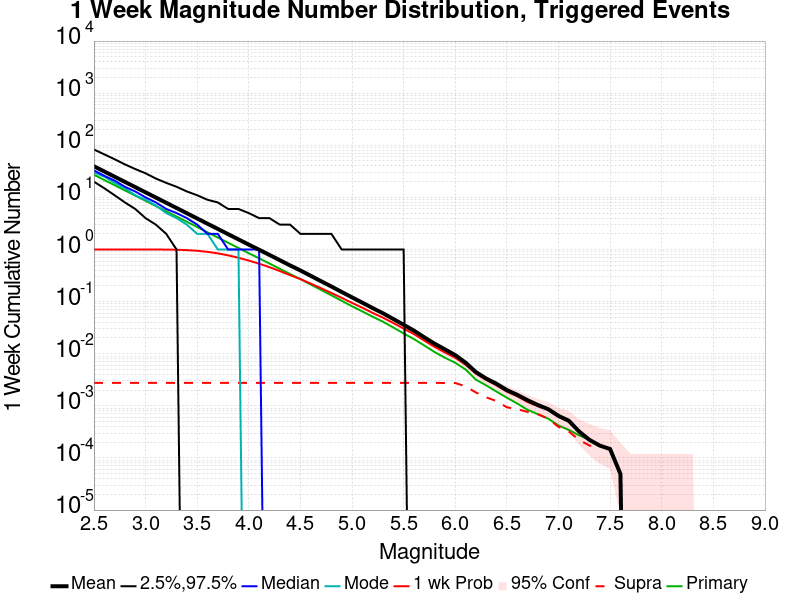 1 Week Magnitude Number Distribution, Triggered Events
1 Week Cumulative Number
10^4
10^3
10^2
10^1
10^0
10^-1
10^-2
10^-3
10^-4
10^-5
2.5 3.0 3.5 4.0 4.5 5.0 5.5 6.0 6.5 7.0 7.5 8.0 8.5 9.0
Magnitude
Mean 2.5%,97.5% Median Mode 1 wk Prob 95% Conf Supra Primary